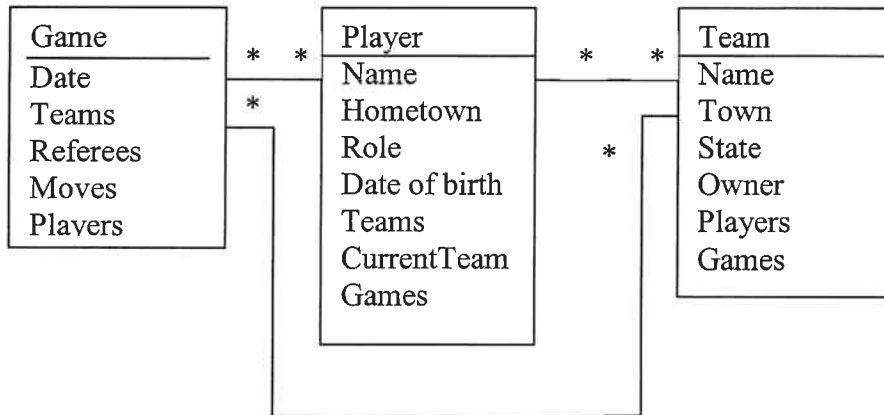 Game
Date
Teams
Referees
Moves
Players
* *
*
Player
Name
Hometown
Role
Date of birth
Teams
CurrentTeam
Games
* *
*
Team
Name
Town
State
Owner
Players
Games